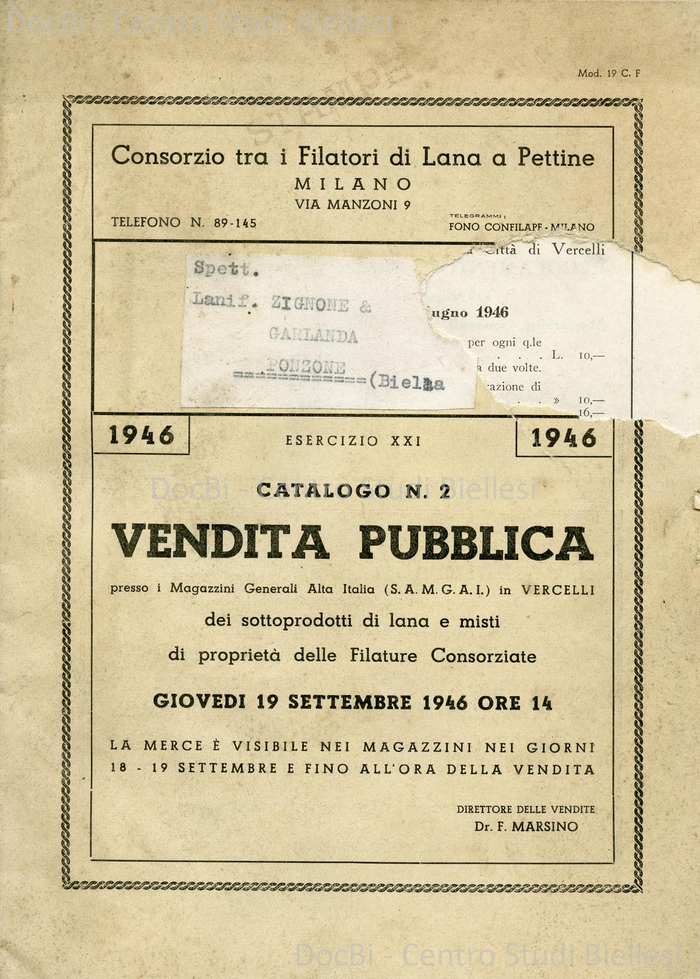 DocBi - Centro Studi Biellesi
Mod. 19 C. F
Consorzio tra i Filatori di Lana a Pettine
MILANO
VIA MANZONI 9
TELEFONO N. 89-145
TELEGRAMMI:
FONO CONFILAPE - MILANO
Città di Vercelli
Spett.
Lanif. ZIGNONE &
GARLANDA
PONZONE
(Biella
ugno 1946
per ogni q.le
. . . L. 10,—
a due volte.
razione di
. . » 10,—
16,—
1946
ESERCIZIO XXI
1946
CATALOGO N. 2
DocBi - Centro Studi Biellesi
VENDITA PUBBLICA
presso i Magazzini Generali Alta Italia (S. A. M. G. A. I.) in VERCELLI
dei sottoprodotti di lana e misti
di proprietà delle Filature Consorziate
GIOVEDI 19 SETTEMBRE 1946 ORE 14
LA MERCE È VISIBILE NEI MAGAZZINI NEI GIORNI
18 - 19 SETTEMBRE E FINO ALL'ORA DELLA VENDITA
DIRETTORE DELLE VENDITE
Dr. F. MARSINO
DocBi - Centro Studi Biellesi